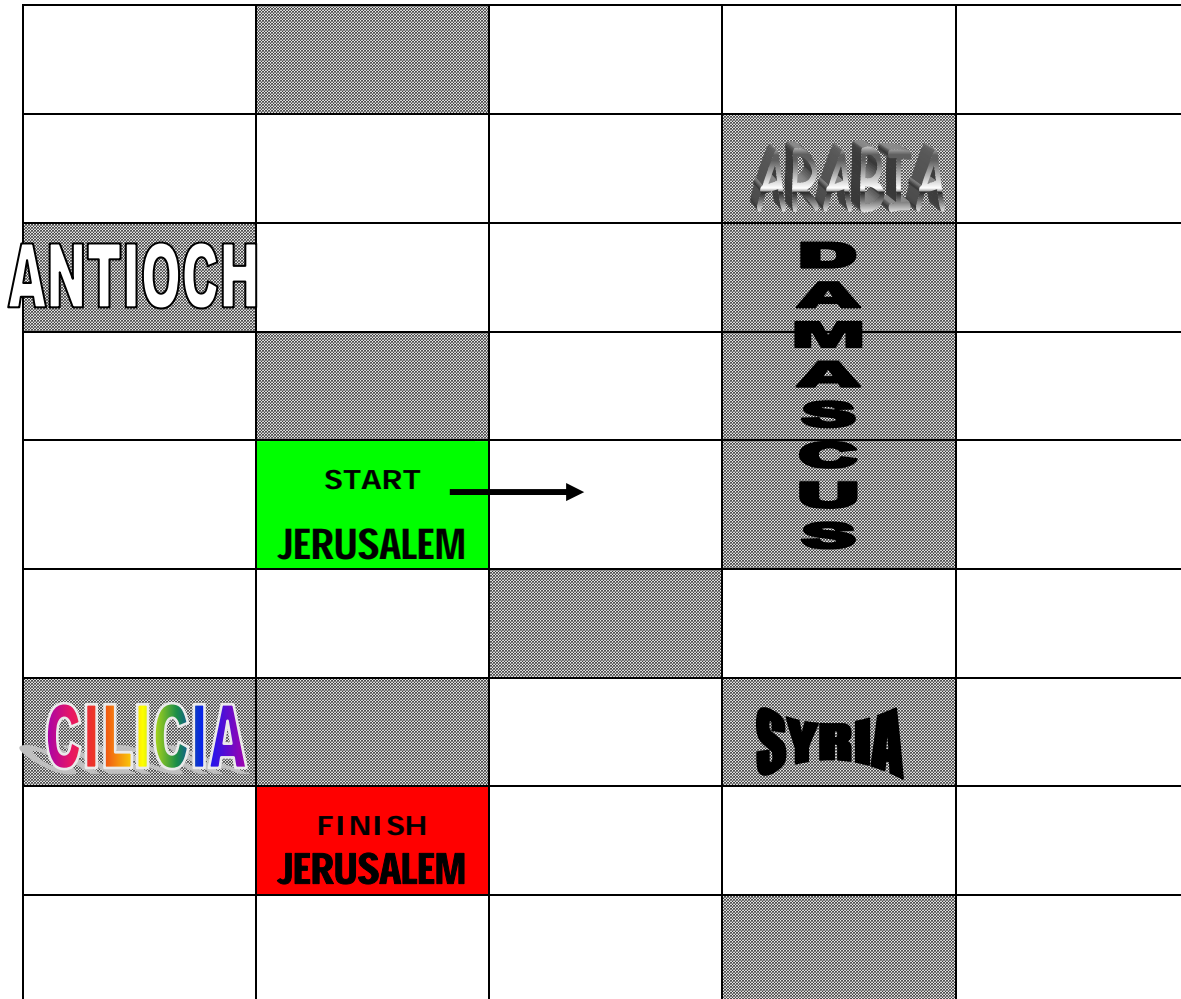 ARABIA
ANTIOCH
DAMASCUS
START
JERUSALEM
CILICIA
SYRIA
FINISH
JERUSALEM